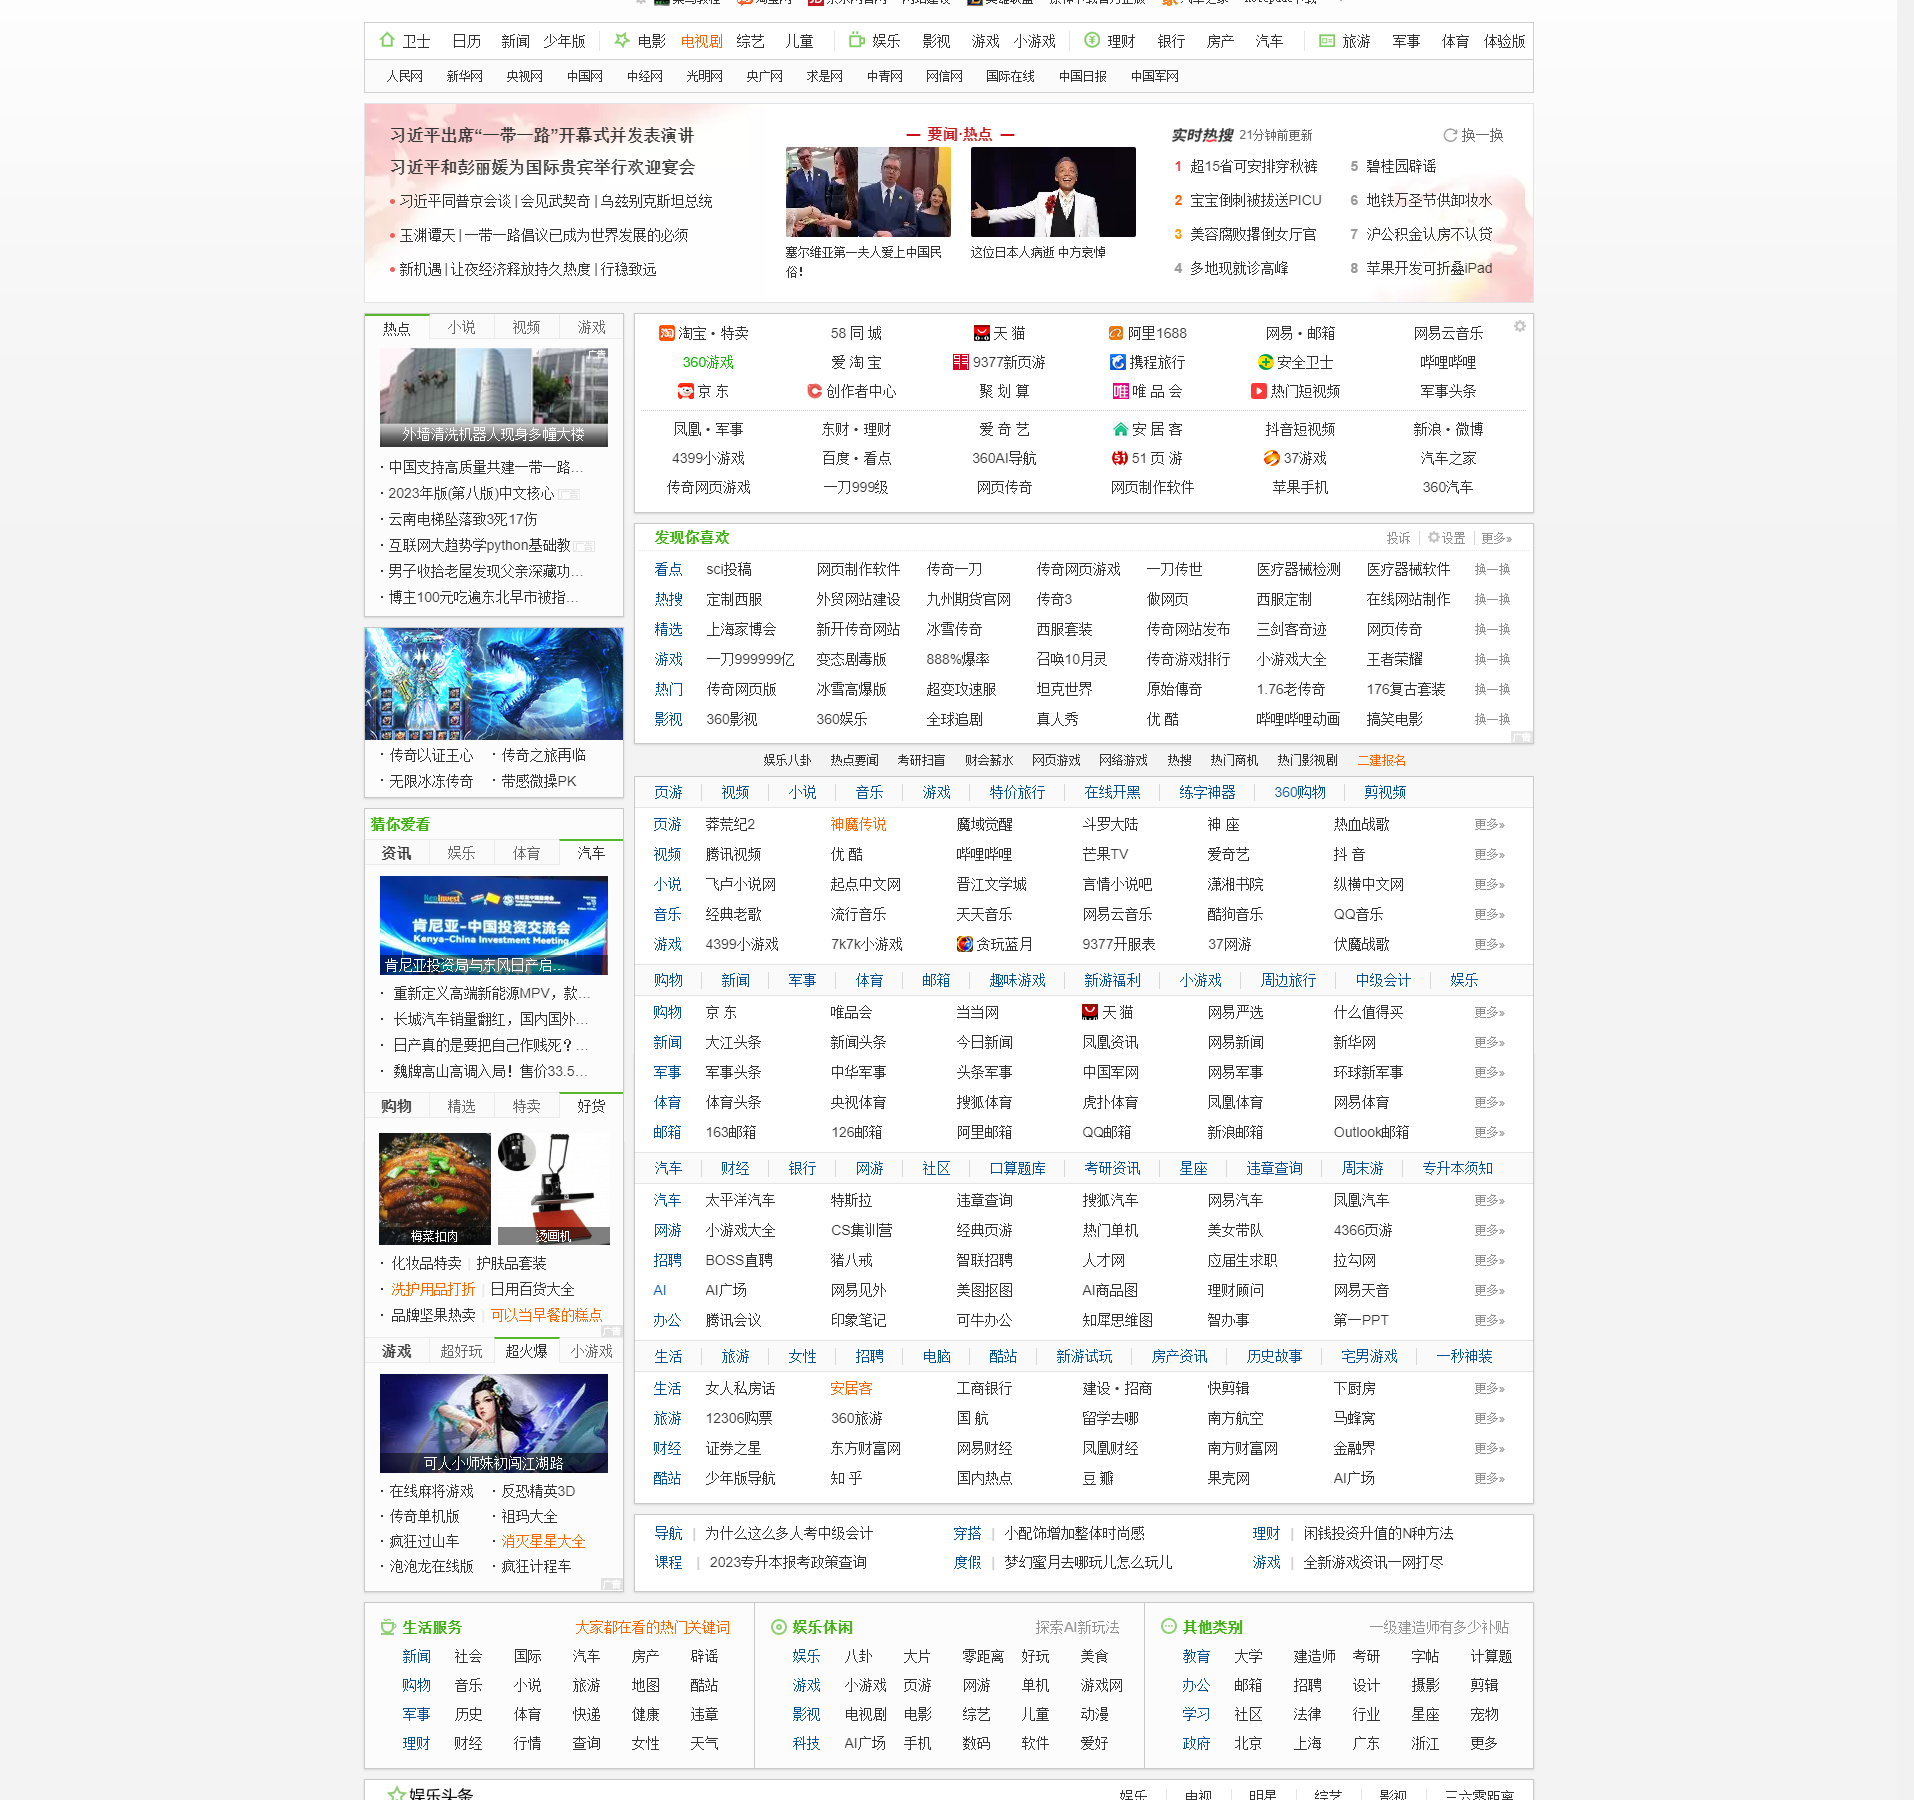 卫士 日历 新闻 少年版 电影 电视剧 综艺 儿童 娱乐 影视 游戏 小游戏 理财 银行 房产 汽车 旅游 军事 体育 体验版
人民网 新华网 央视网 中国网 中经网 光明网 央广网 求是网 中青网 网信网 国际在线 中国日报 中国军网
习近平出席“一带一路”开幕式并发表演讲
习近平和彭丽媛为国际贵宾举行欢迎宴会
习近平同普京会谈 | 会见武契奇 | 乌兹别克斯坦总统
玉渊谭天 | 一带一路倡议已成为世界发展的必须
新机遇 | 让夜经济释放持久热度 | 行稳致远
要闻·热点
塞尔维亚第一夫人爱上中国民俗！
这位日本人病逝 中方哀悼
实时热搜 21分钟前更新 换一换
1 超15省可安排穿秋裤 5 碧桂园辟谣
2 宝宝倒刺被拔送PICU 6 地铁万圣节供卸妆水
3 美容腐败撂倒女厅官 7 沪公积金认房不认贷
4 多地现就诊高峰 8 苹果开发可折叠iPad
热点 小说 视频 游戏
广告
外墙清洗机器人现身多幢大楼
中国支持高质量共建一带一路...
2023年版(第八版)中文核心 广告
云南电梯坠落致3死17伤
互联网大趋势学python基础教 广告
男子收拾老屋发现父亲深藏功...
博主100元吃遍东北早市被指...
传奇以证王心 传奇之旅再临
无限冰冻传奇 带感微操PK
猜你爱看
资讯 娱乐 体育 汽车
KenInvest
肯尼亚-中国投资交流会
Kenya-China Investment Meeting
肯尼亚投资局与东风日产启...
重新定义高端新能源MPV，款...
长城汽车销量翻红，国内国外...
日产真的是要把自己作贱死？...
魏牌高山高调入局！售价33.5...
购物 精选 特卖 好货
梅菜扣肉 烫画机
化妆品特卖 护肤品套装
洗护用品打折 日用百货大全
品牌坚果热卖 可以当早餐的糕点
广告
游戏 超好玩 超火爆 小游戏
可人小师妹初闯江湖路
在线麻将游戏 反恐精英3D
传奇单机版 祖玛大全
疯狂过山车 消灭星星大全
泡泡龙在线版 疯狂计程车
广告
淘宝•特卖 58 同 城 天 猫 阿里1688 网易•邮箱 网易云音乐
360游戏 爱 淘 宝 9377新页游 携程旅行 安全卫士 哔哩哔哩
京 东 创作者中心 聚 划 算 唯 品 会 热门短视频 军事头条
凤凰•军事 东财•理财 爱 奇 艺 安 居 客 抖音短视频 新浪•微博
4399小游戏 百度•看点 360AI导航 51 页 游 37游戏 汽车之家
传奇网页游戏 一刀999级 网页传奇 网页制作软件 苹果手机 360汽车
发现你喜欢 投诉 设置 更多»
看点 sci投稿 网页制作软件 传奇一刀 传奇网页游戏 一刀传世 医疗器械检测 医疗器械软件 换一换
热搜 定制西服 外贸网站建设 九州期货官网 传奇3 做网页 西服定制 在线网站制作 换一换
精选 上海家博会 新开传奇网站 冰雪传奇 西服套装 传奇网站发布 三剑客奇迹 网页传奇 换一换
游戏 一刀999999亿 变态剧毒版 888%爆率 召唤10月灵 传奇游戏排行 小游戏大全 王者荣耀 换一换
热门 传奇网页版 冰雪高爆版 超变攻速服 坦克世界 原始傳奇 1.76老传奇 176复古套装 换一换
影视 360影视 360娱乐 全球追剧 真人秀 优 酷 哔哩哔哩动画 搞笑电影 换一换
广告
娱乐八卦 热点要闻 考研扫盲 财会薪水 网页游戏 网络游戏 热搜 热门商机 热门影视剧 二建报名
页游 视频 小说 音乐 游戏 特价旅行 在线开黑 练字神器 360购物 剪视频
页游 莽荒纪2 神魔传说 魔域觉醒 斗罗大陆 神 座 热血战歌 更多»
视频 腾讯视频 优 酷 哔哩哔哩 芒果TV 爱奇艺 抖 音 更多»
小说 飞卢小说网 起点中文网 晋江文学城 言情小说吧 潇湘书院 纵横中文网 更多»
音乐 经典老歌 流行音乐 天天音乐 网易云音乐 酷狗音乐 QQ音乐 更多»
游戏 4399小游戏 7k7k小游戏 贪玩蓝月 9377开服表 37网游 伏魔战歌 更多»
购物 新闻 军事 体育 邮箱 趣味游戏 新游福利 小游戏 周边旅行 中级会计 娱乐
购物 京 东 唯品会 当当网 天 猫 网易严选 什么值得买 更多»
新闻 大江头条 新闻头条 今日新闻 凤凰资讯 网易新闻 新华网 更多»
军事 军事头条 中华军事 头条军事 中国军网 网易军事 环球新军事 更多»
体育 体育头条 央视体育 搜狐体育 虎扑体育 凤凰体育 网易体育 更多»
邮箱 163邮箱 126邮箱 阿里邮箱 QQ邮箱 新浪邮箱 Outlook邮箱 更多»
汽车 财经 银行 网游 社区 口算题库 考研资讯 星座 违章查询 周末游 专升本须知
汽车 太平洋汽车 特斯拉 违章查询 搜狐汽车 网易汽车 凤凰汽车 更多»
网游 小游戏大全 CS集训营 经典页游 热门单机 美女带队 4366页游 更多»
招聘 BOSS直聘 猪八戒 智联招聘 人才网 应届生求职 拉勾网 更多»
AI AI广场 网易见外 美图抠图 AI商品图 理财顾问 网易天音 更多»
办公 腾讯会议 印象笔记 可牛办公 知犀思维图 智办事 第一PPT 更多»
生活 旅游 女性 招聘 电脑 酷站 新游试玩 房产资讯 历史故事 宅男游戏 一秒神装
生活 女人私房话 安居客 工商银行 建设•招商 快剪辑 下厨房 更多»
旅游 12306购票 360旅游 国 航 留学去哪 南方航空 马蜂窝 更多»
财经 证券之星 东方财富网 网易财经 凤凰财经 南方财富网 金融界 更多»
酷站 少年版导航 知 乎 国内热点 豆 瓣 果壳网 AI广场 更多»
导航 | 为什么这么多人考中级会计 穿搭 | 小配饰增加整体时尚感 理财 | 闲钱投资升值的N种方法
课程 | 2023专升本报考政策查询 度假 | 梦幻蜜月去哪玩儿怎么玩儿 游戏 | 全新游戏资讯一网打尽
生活服务 大家都在看的热门关键词
新闻 社会 国际 汽车 房产 辟谣
购物 音乐 小说 旅游 地图 酷站
军事 历史 体育 快递 健康 违章
理财 财经 行情 查询 女性 天气
娱乐休闲 探索AI新玩法
娱乐 八卦 大片 零距离 好玩 美食
游戏 小游戏 页游 网游 单机 游戏网
影视 电视剧 电影 综艺 儿童 动漫
科技 AI广场 手机 数码 软件 爱好
其他类别 一级建造师有多少补贴
教育 大学 建造师 考研 字帖 计算题
办公 邮箱 招聘 设计 摄影 剪辑
学习 社区 法律 行业 星座 宠物
政府 北京 上海 广东 浙江 更多
娱乐头条 娱乐 电视 明星 综艺 影视 三六零距离